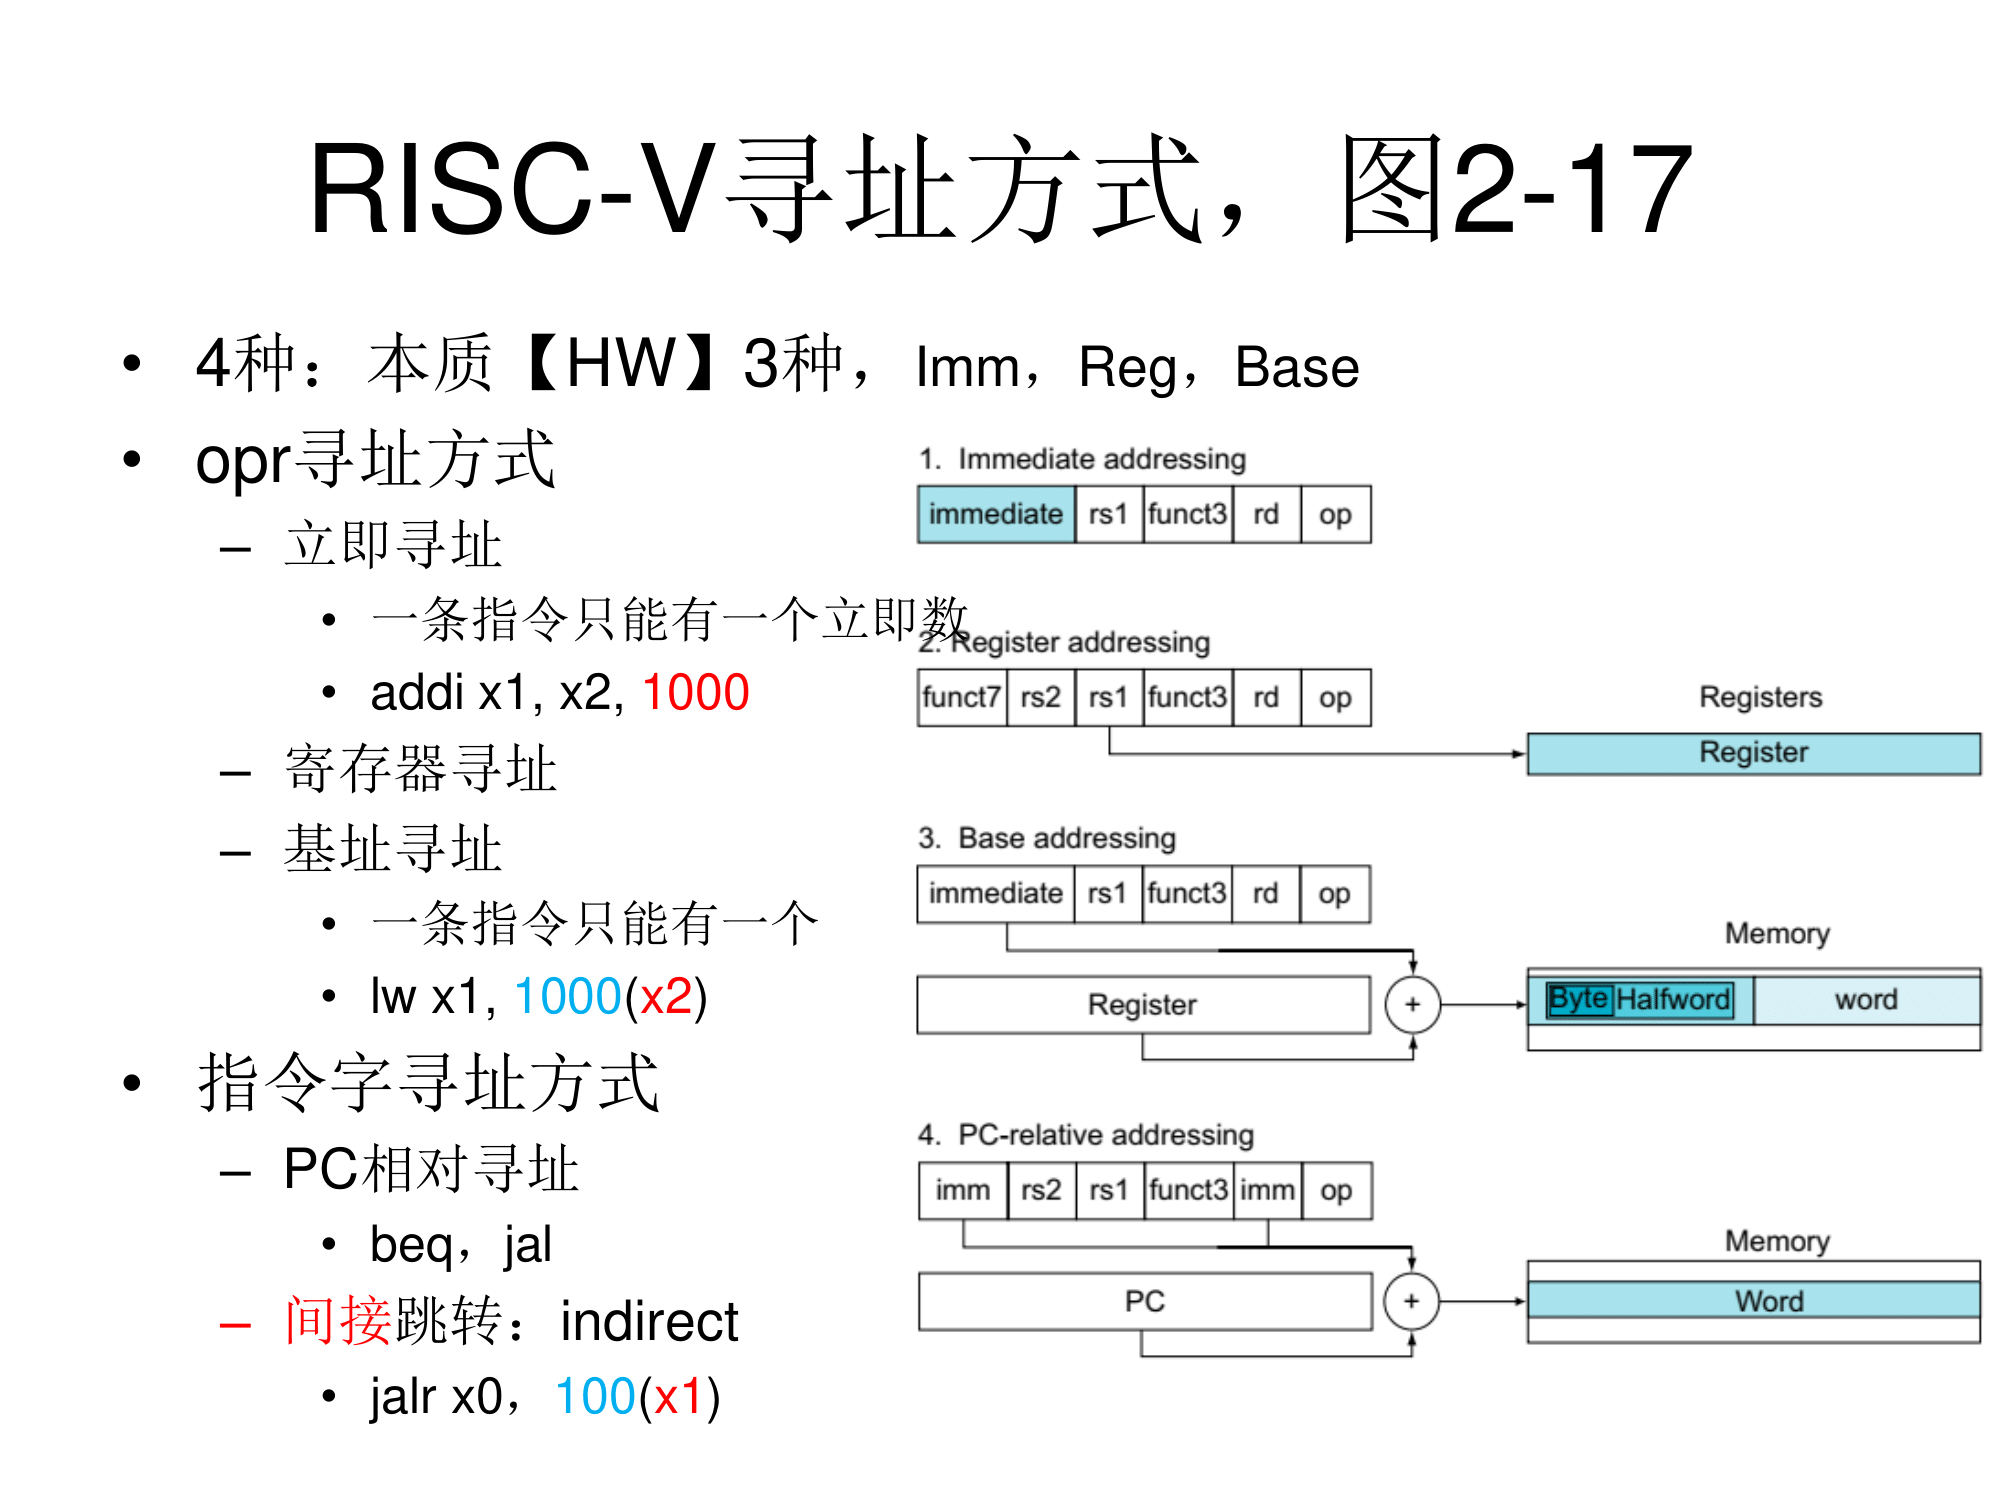 RISC-V寻址方式，图2-17
• 4种：本质【HW】3种，Imm，Reg，Base
• opr寻址方式
– 立即寻址
• 一条指令只能有一个立即数
• addi x1, x2, 1000
– 寄存器寻址
– 基址寻址
• 一条指令只能有一个
• lw x1, 1000(x2)
• 指令字寻址方式
– PC相对寻址
• beq，jal
– 间接跳转：indirect
• jalr x0，100(x1)
1. Immediate addressing
immediate rs1 funct3 rd op
2. Register addressing
funct7 rs2 rs1 funct3 rd op
Registers
Register
3. Base addressing
immediate rs1 funct3 rd op
Memory
Register + Byte Halfword word
4. PC-relative addressing
imm rs2 rs1 funct3 imm op
Memory
PC + Word